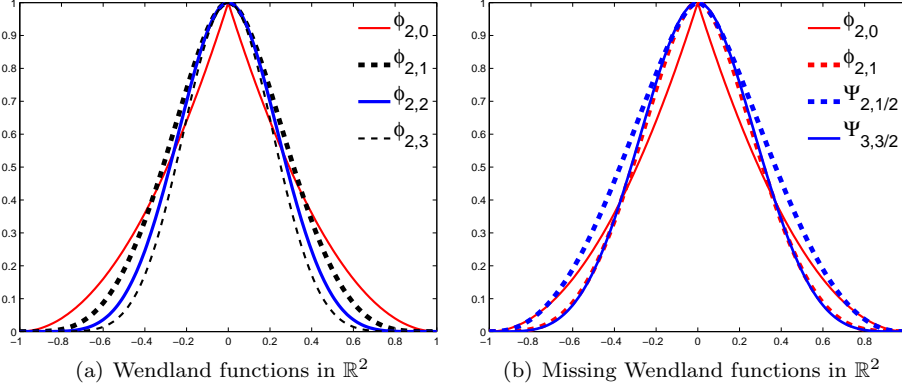 1
0.9
0.8
0.7
0.6
0.5
0.4
0.3
0.2
0.1
0
−1 −0.8 −0.6 −0.4 −0.2 0 0.2 0.4 0.6 0.8 1
ϕ2,0
ϕ2,1
ϕ2,2
ϕ2,3
(a) Wendland functions in ℝ²
1
0.9
0.8
0.7
0.6
0.5
0.4
0.3
0.2
0.1
0
−1 −0.8 −0.6 −0.4 −0.2 0 0.2 0.4 0.6 0.8
ϕ2,0
ϕ2,1
Ψ2,1/2
Ψ3,3/2
(b) Missing Wendland functions in ℝ²